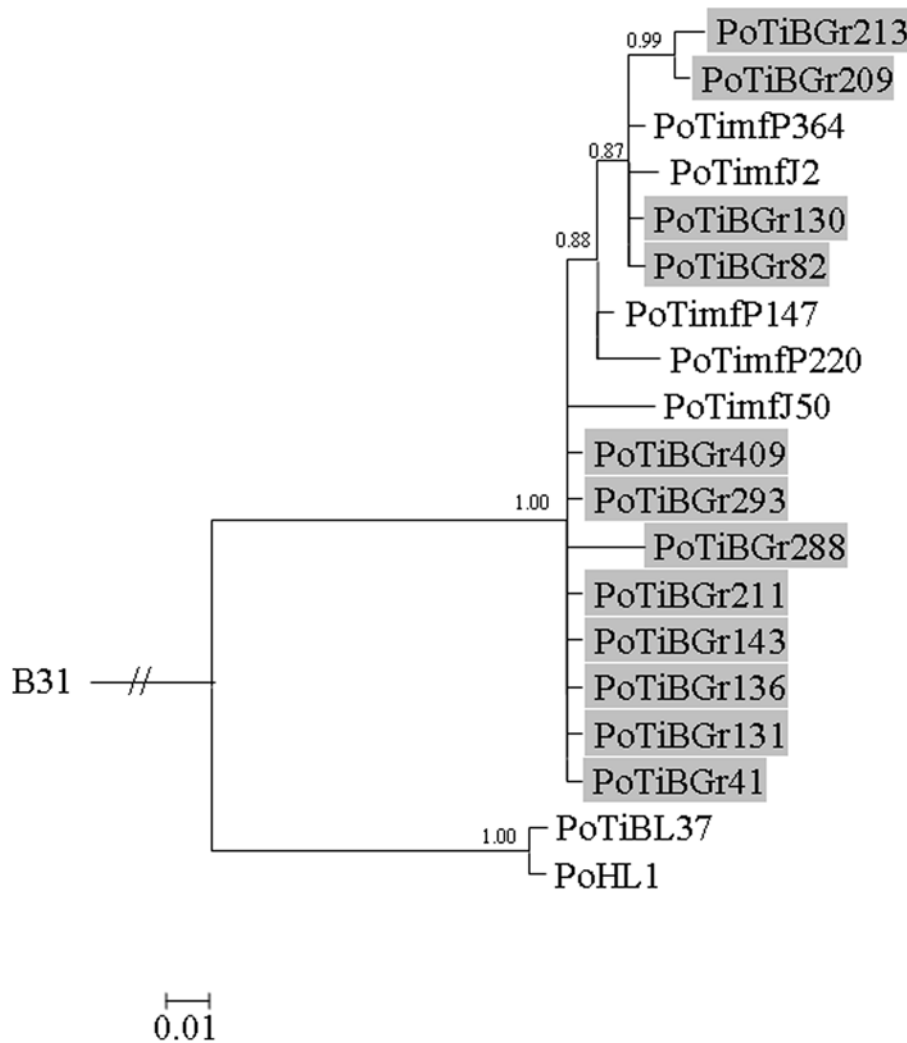 PoTiBGr213
0.99
PoTiBGr209
PoTimfP364
0.87
PoTimfJ2
PoTiBGr130
0.88
PoTiBGr82
PoTimfP147
PoTimfP220
PoTimfJ50
PoTiBGr409
1.00
PoTiBGr293
PoTiBGr288
PoTiBGr211
PoTiBGr143
B31
//
PoTiBGr136
PoTiBGr131
PoTiBGr41
1.00
PoTiBL37
PoHL1
0.01